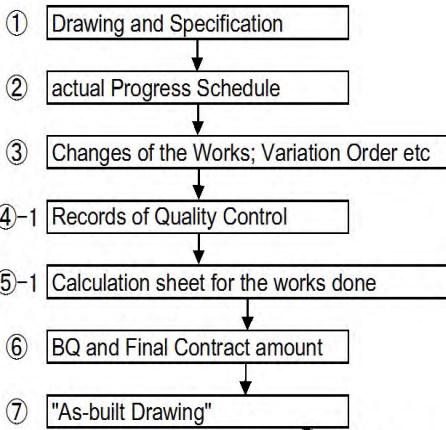 ① Drawing and Specification
② actual Progress Schedule
③ Changes of the Works; Variation Order etc
④-1 Records of Quality Control
⑤-1 Calculation sheet for the works done
⑥ BQ and Final Contract amount
⑦ "As-built Drawing"